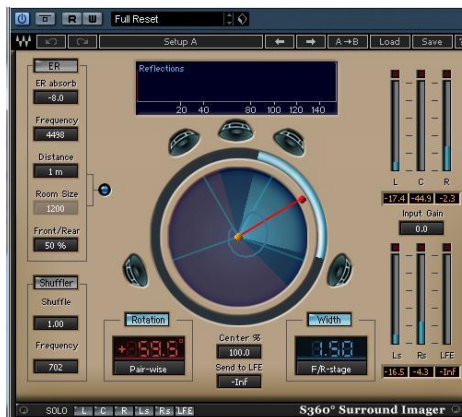 R W Full Reset
Setup A A→B Load Save ?
ER
ER absorb
-8.0
Frequency
4498
Distance
1 m
Room Size
1200
Front/Rear
50 %
Shuffler
Shuffle
1.00
Frequency
702
Reflections
20 40 80 100 120 140
Rotation
+59.5°
Pair-wise
Center %
100.0
Send to LFE
-Inf
Width
1.50
F/R-stage
L C R
-17.4 -44.9 -2.3
Input Gain
0.0
Ls Rs LFE
-16.5 -4.3 -Inf
SOLO L C R Ls Rs LFE
S360° Surround Imager